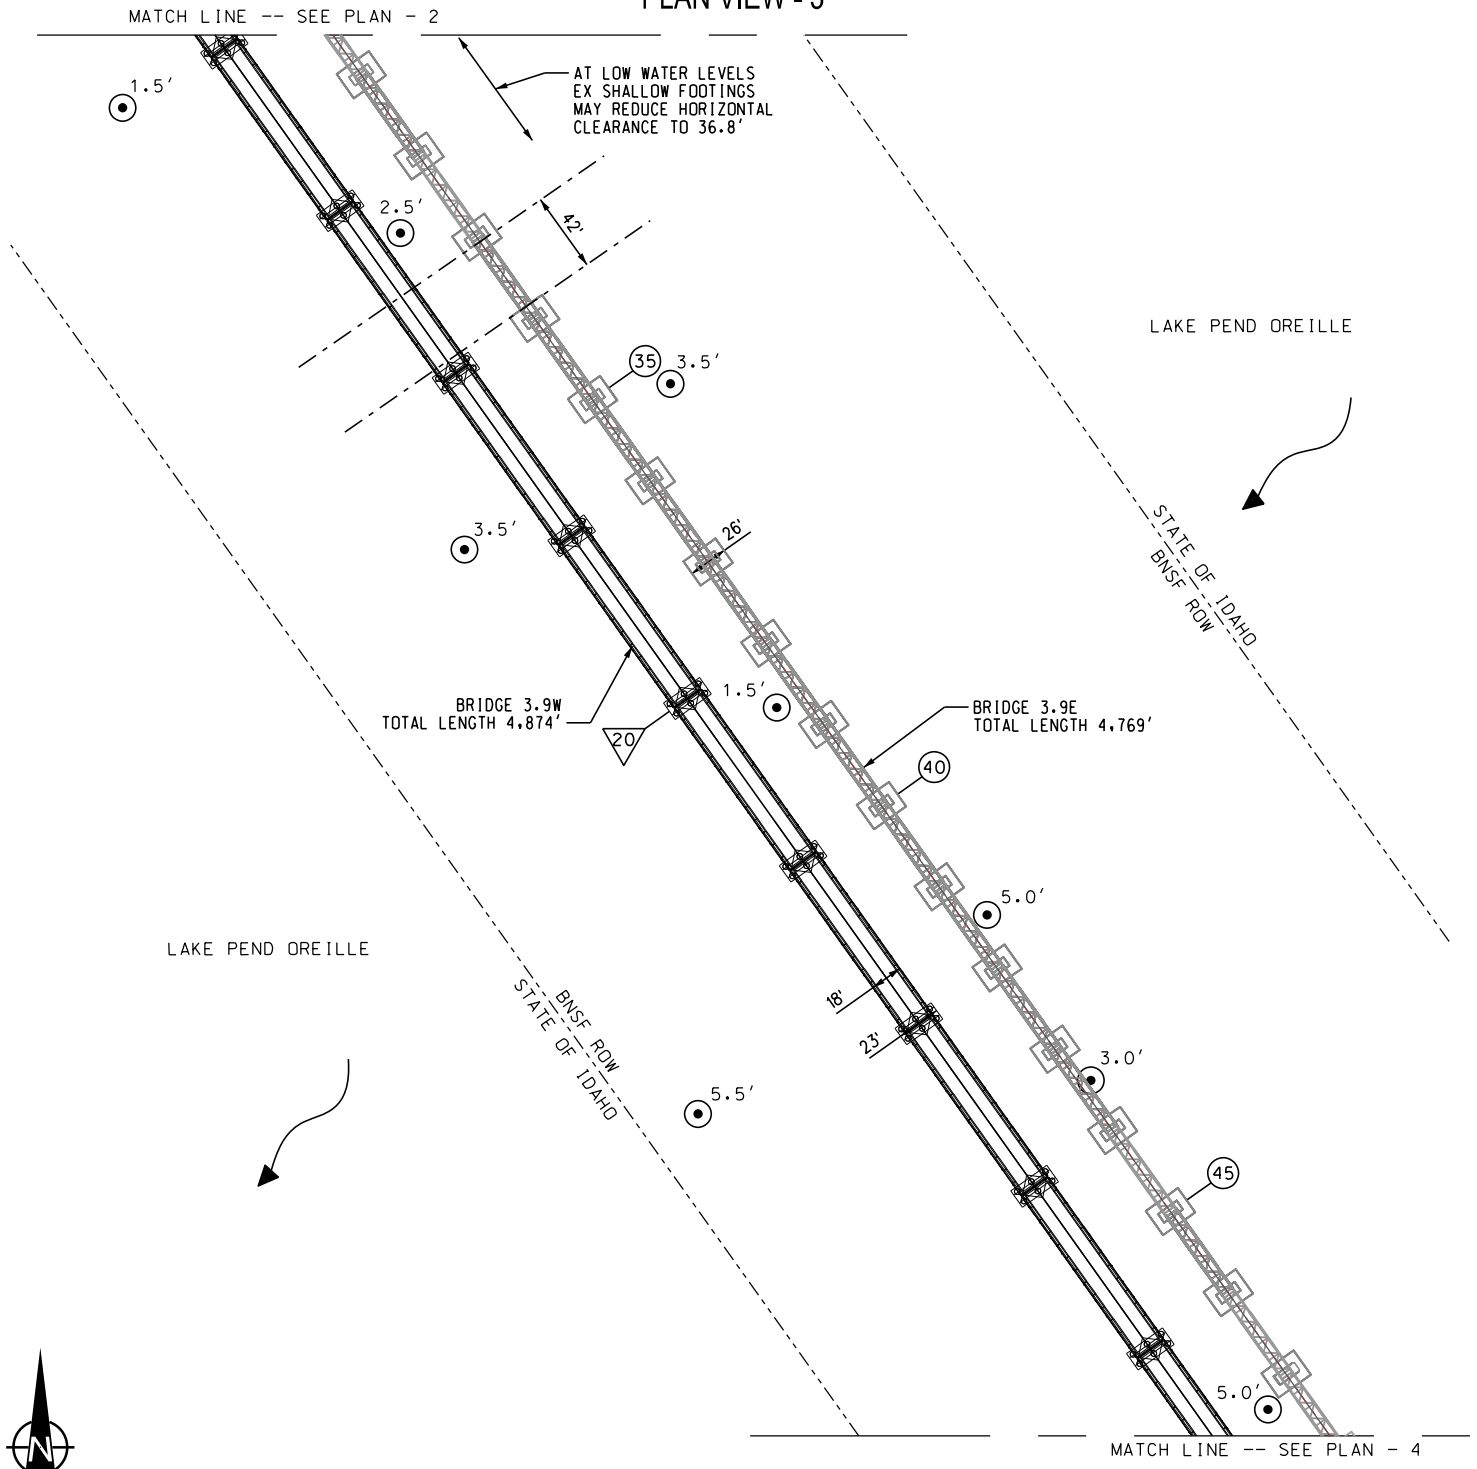 PLAN VIEW - 3
MATCH LINE -- SEE PLAN - 2
AT LOW WATER LEVELS
EX SHALLOW FOOTINGS
MAY REDUCE HORIZONTAL
CLEARANCE TO 36.8'
1.5'
2.5'
42'
LAKE PEND OREILLE
35
3.5'
3.5'
26'
STATE OF IDAHO
BNSF ROW
BRIDGE 3.9W
TOTAL LENGTH 4,874'
1.5'
BRIDGE 3.9E
TOTAL LENGTH 4,769'
20
40
5.0'
LAKE PEND OREILLE
18'
23'
BNSF ROW
STATE OF IDAHO
3.0'
5.5'
45
5.0'
N
MATCH LINE -- SEE PLAN - 4